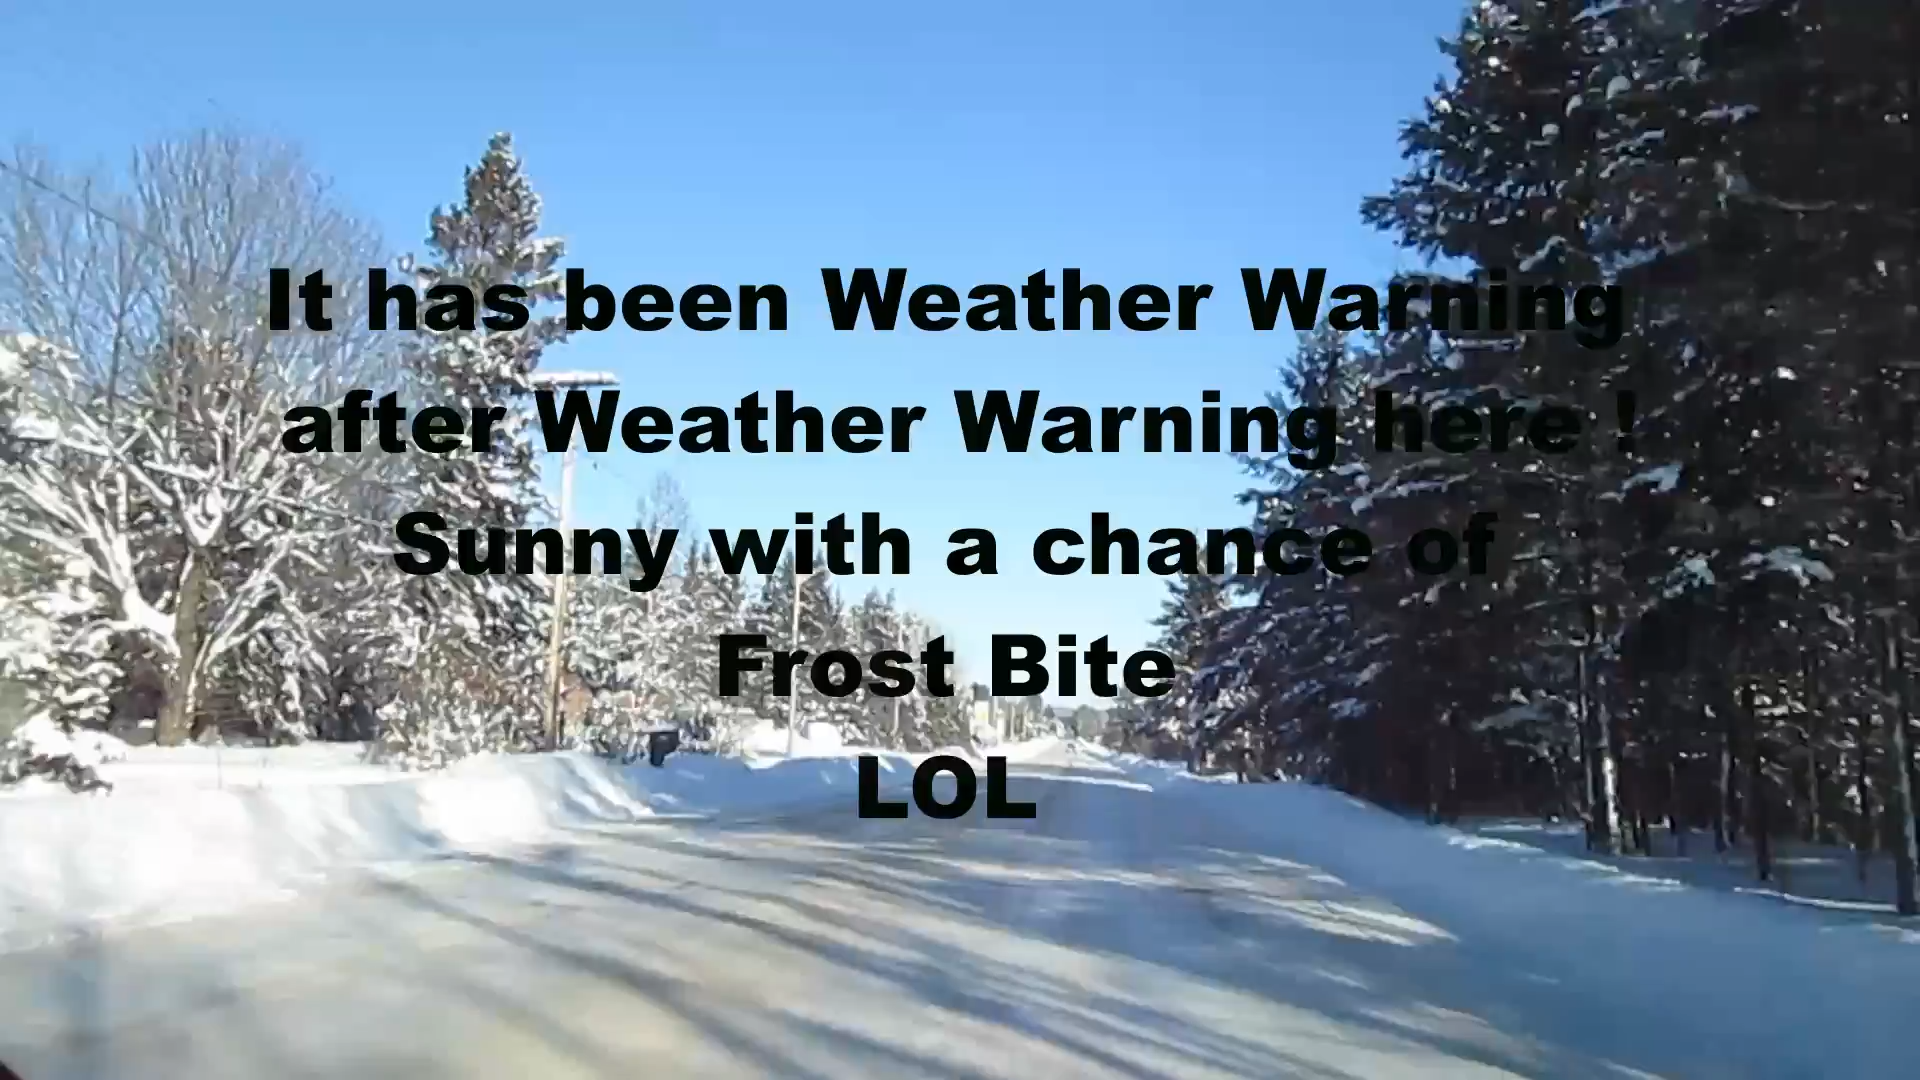 It has been Weather Warning
after Weather Warning here !
Sunny with a chance of
Frost Bite
LOL